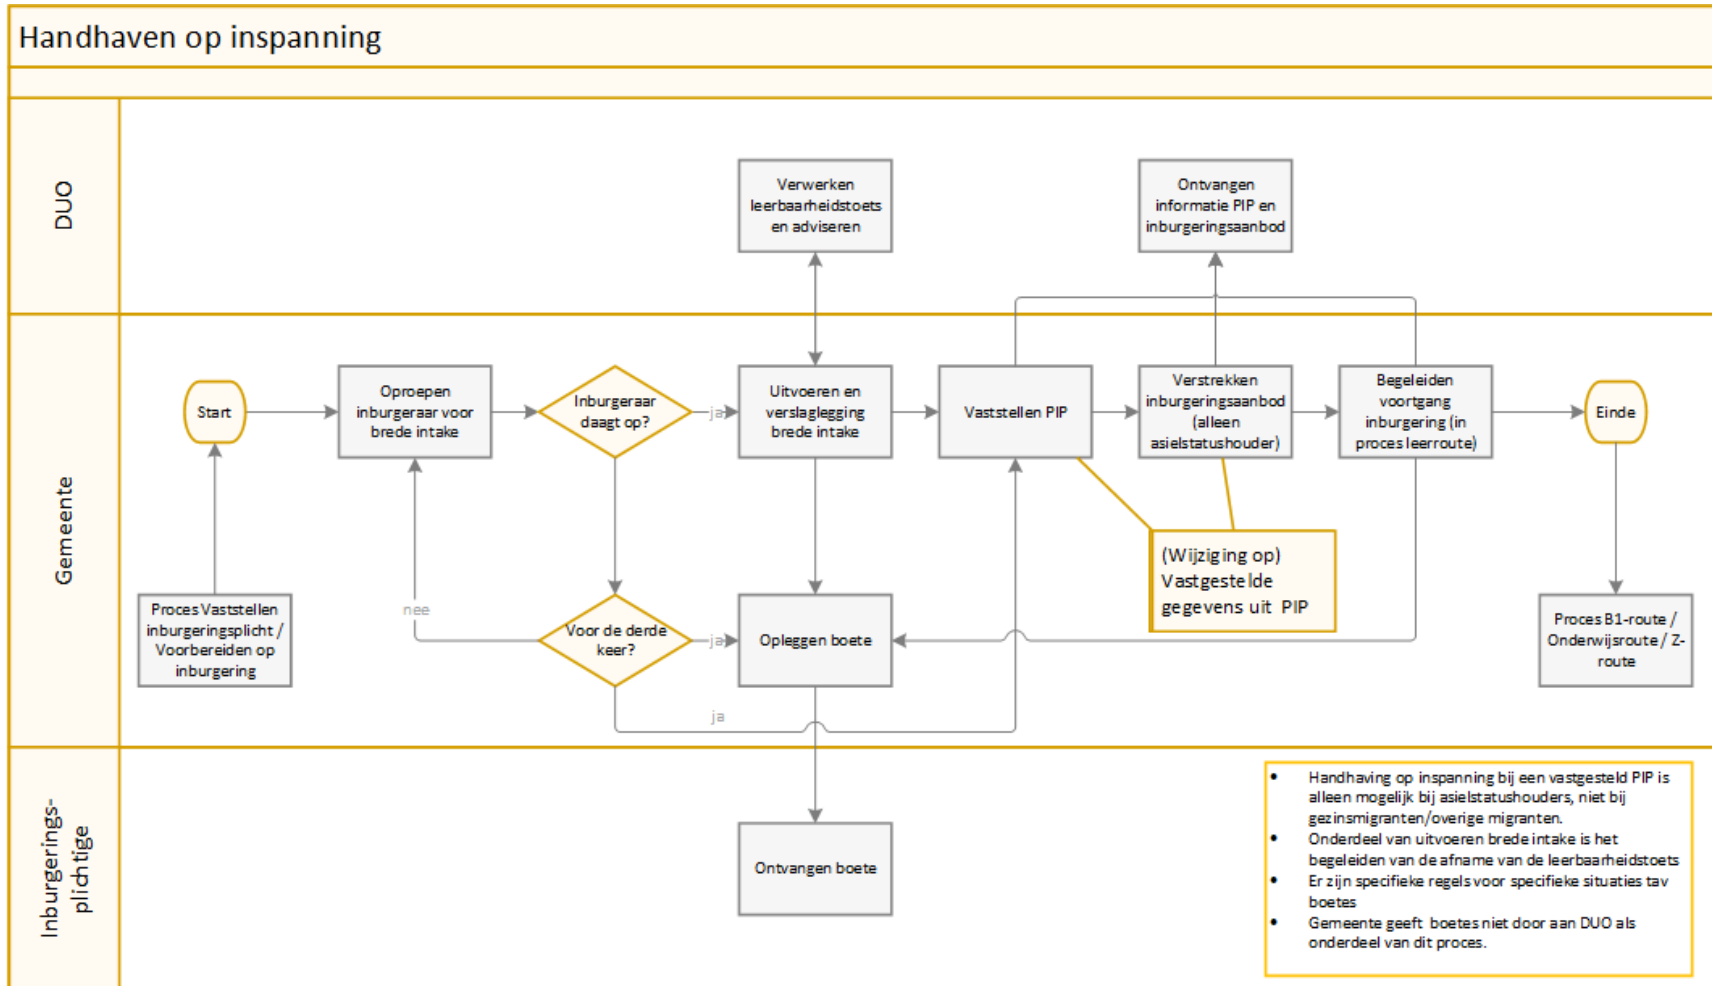 Handhaven op inspanning
DUO
Verwerken
leerbaarheidstoets
en adviseren
Ontvangen
informatie PIP en
inburgeringsaanbod
Gemeente
Start
Oproepen
inburgeraar voor
brede intake
Inburgeraar
daagt op?
ja
Uitvoeren en
verslaglegging
brede intake
Vaststellen PIP
Verstrekken
inburgeringsaanbod
(alleen
asielstatushouder)
Begeleiden
voortgang
inburgering (in
proces leerroute)
Einde
(Wijziging op)
Vastgestelde
gegevens uit PIP
Proces Vaststellen
inburgeringsplicht /
Voorbereiden op
inburgering
nee
Voor de derde
keer?
ja
Opleggen boete
Proces B1-route /
Onderwijsroute / Z-
route
ja
Inburgerings-
plichtige
Ontvangen boete
• Handhaving op inspanning bij een vastgesteld PIP is
alleen mogelijk bij asielstatushouders, niet bij
gezinsmigranten/overige migranten.
• Onderdeel van uitvoeren brede intake is het
begeleiden van de afname van de leerbaarheidstoets
• Er zijn specifieke regels voor specifieke situaties tav
boetes
• Gemeente geeft boetes niet door aan DUO als
onderdeel van dit proces.